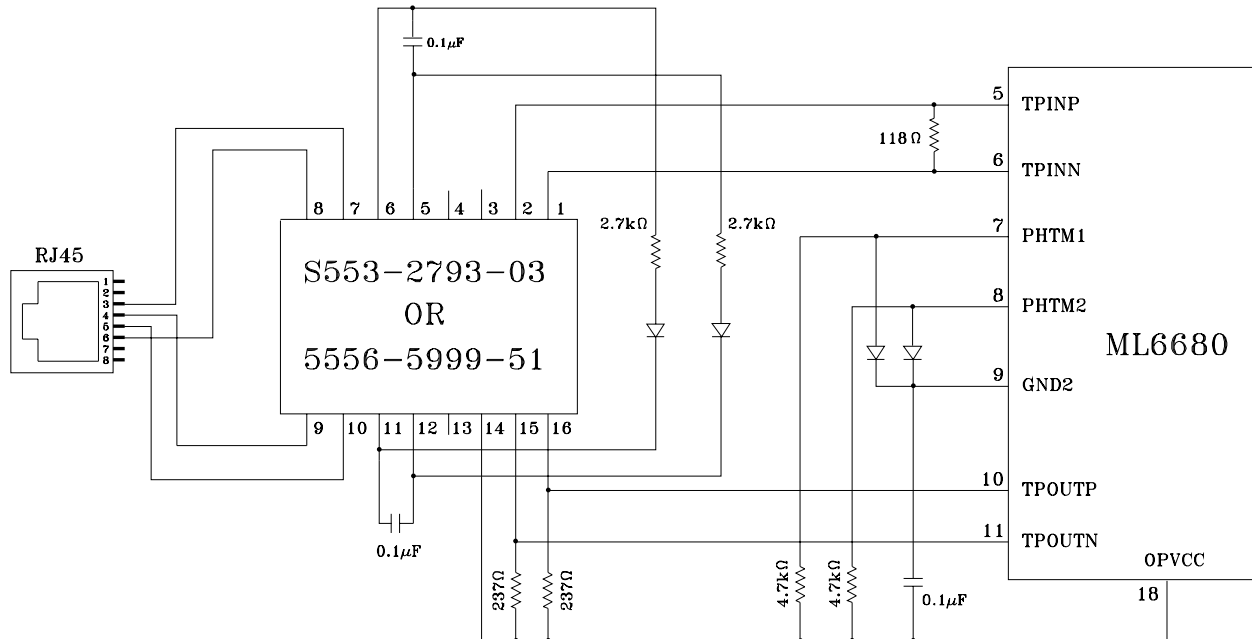 0.1µF
5 TPINP
118Ω
6 TPINN
8 7 6 5 4 3 2 1
2.7kΩ 2.7kΩ
7 PHTM1
RJ45
1
2
3
4
5
6
7
8
S553-2793-03
OR
5556-5999-51
8 PHTM2
ML6680
9 GND2
9 10 11 12 13 14 15 16
10 TPOUTP
11 TPOUTN
0.1µF
OPVCC
18
237Ω 237Ω
4.7kΩ 4.7kΩ
0.1µF